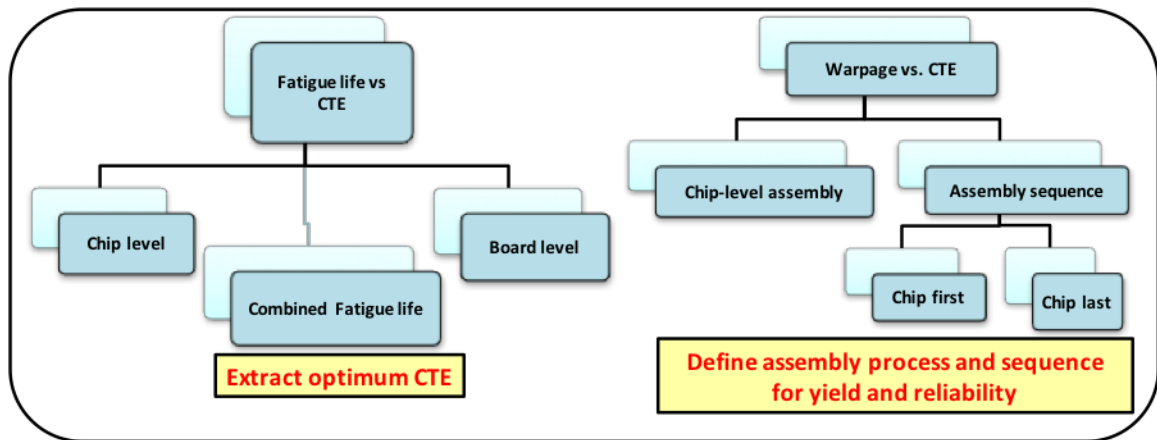 Fatigue life vs
CTE
Chip level
Board level
Combined Fatigue life
Extract optimum CTE
Warpage vs. CTE
Chip-level assembly
Assembly sequence
Chip first
Chip last
Define assembly process and sequence
for yield and reliability